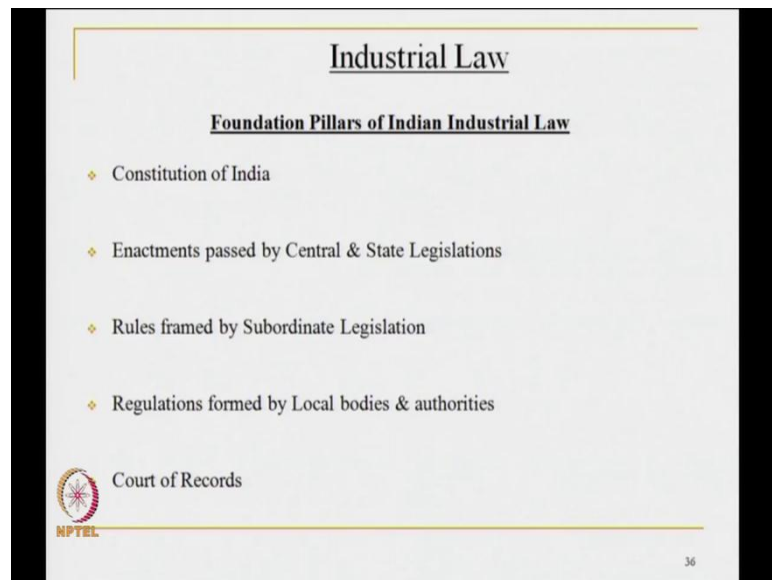 Industrial Law
Foundation Pillars of Indian Industrial Law
Constitution of India
Enactments passed by Central & State Legislations
Rules framed by Subordinate Legislation
Regulations formed by Local bodies & authorities
Court of Records
NPTEL
36